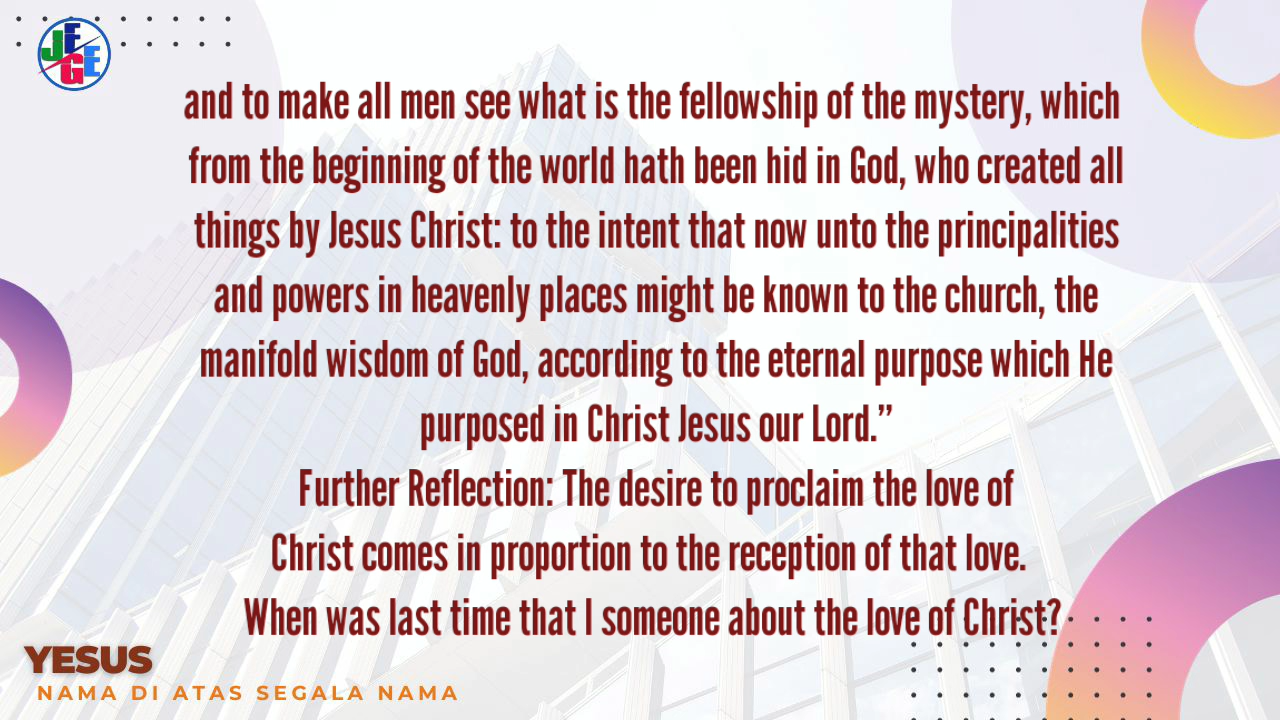 JEGE
and to make all men see what is the fellowship of the mystery, which
from the beginning of the world hath been hid in God, who created all
things by Jesus Christ: to the intent that now unto the principalities
and powers in heavenly places might be known to the church, the
manifold wisdom of God, according to the eternal purpose which He
purposed in Christ Jesus our Lord.”
Further Reflection: The desire to proclaim the love of
Christ comes in proportion to the reception of that love.
When was last time that I someone about the love of Christ?
YESUS
NAMA DI ATAS SEGALA NAMA